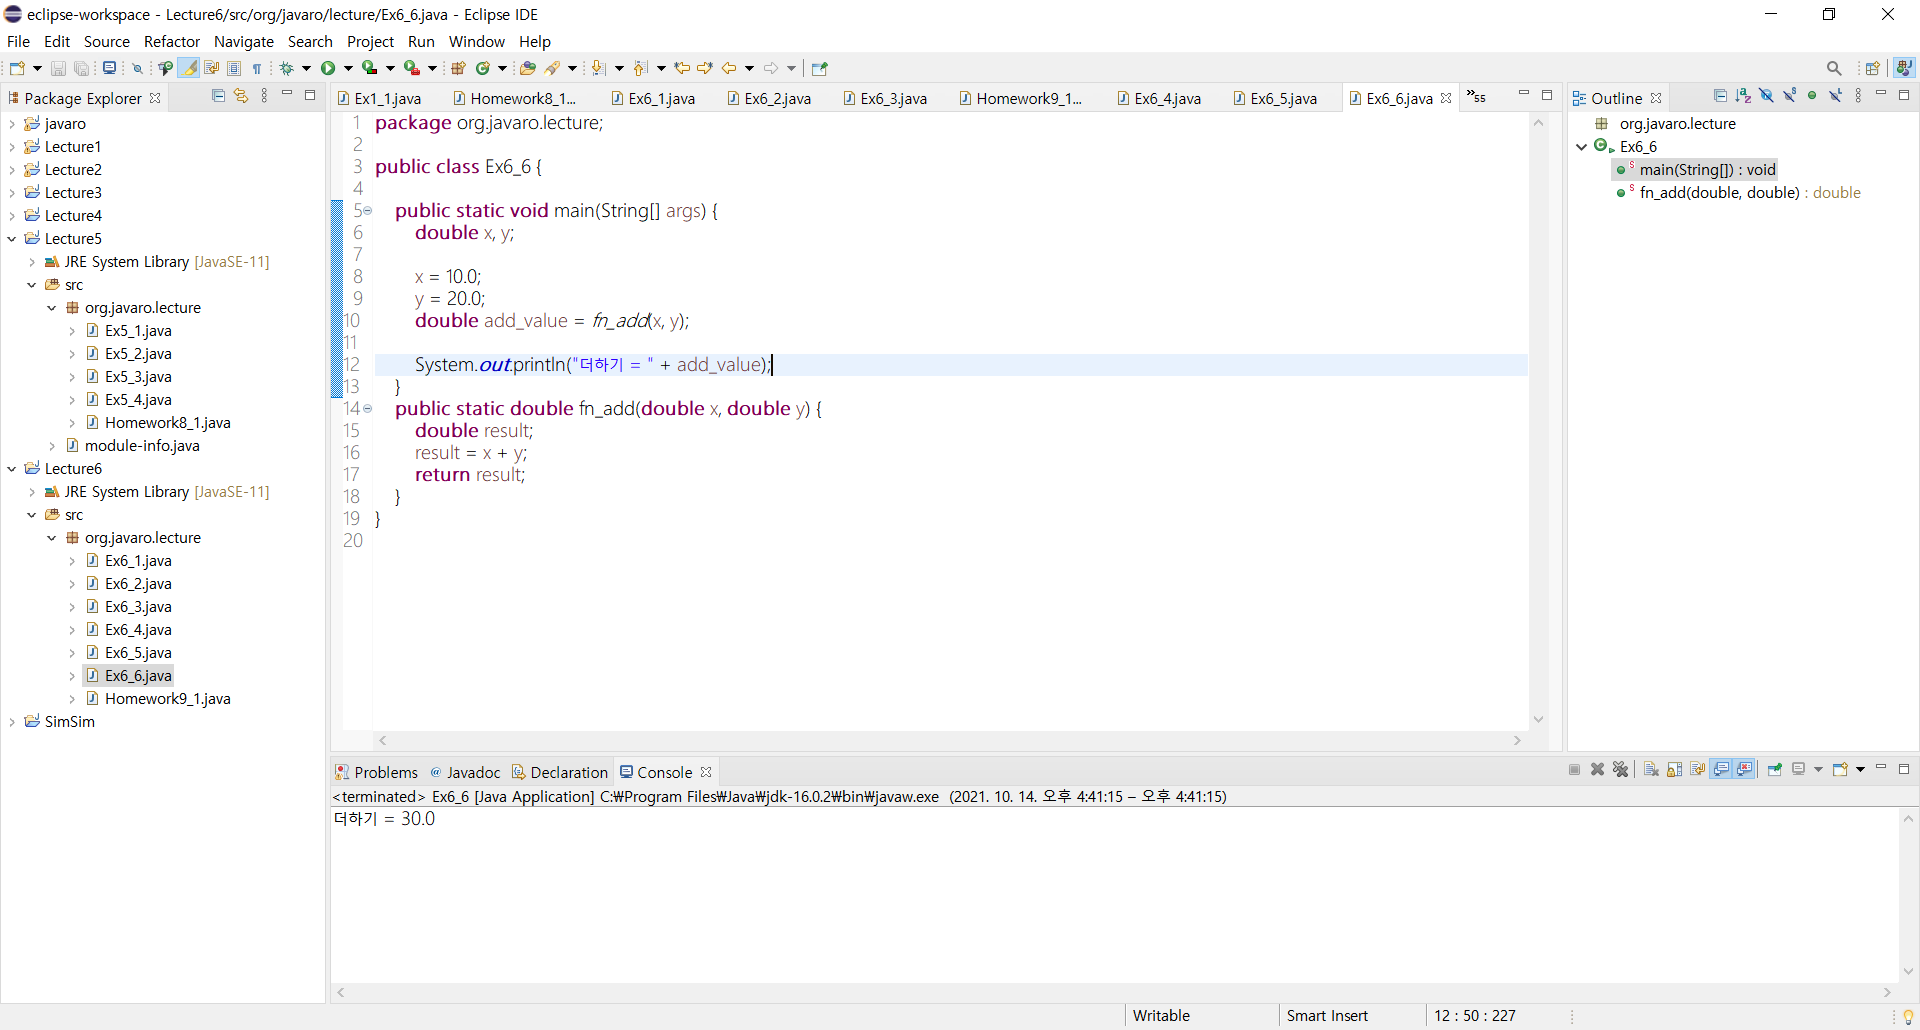 eclipse-workspace - Lecture6/src/org/javaro/lecture/Ex6_6.java - Eclipse IDE
File Edit Source Refactor Navigate Search Project Run Window Help
Package Explorer
javaro
Lecture1
Lecture2
Lecture3
Lecture4
Lecture5
JRE System Library [JavaSE-11]
src
org.javaro.lecture
Ex5_1.java
Ex5_2.java
Ex5_3.java
Ex5_4.java
Homework8_1.java
module-info.java
Lecture6
JRE System Library [JavaSE-11]
src
org.javaro.lecture
Ex6_1.java
Ex6_2.java
Ex6_3.java
Ex6_4.java
Ex6_5.java
Ex6_6.java
Homework9_1.java
SimSim
Ex1_1.java Homework8_1... Ex6_1.java Ex6_2.java Ex6_3.java Homework9_1... Ex6_4.java Ex6_5.java Ex6_6.java »55
1 package org.javaro.lecture;
2
3 public class Ex6_6 {
4
5 public static void main(String[] args) {
6 double x, y;
7
8 x = 10.0;
9 y = 20.0;
10 double add_value = fn_add(x, y);
11
12 System.out.println("더하기 = " + add_value);
13 }
14 public static double fn_add(double x, double y) {
15 double result;
16 result = x + y;
17 return result;
18 }
19 }
20
Outline
org.javaro.lecture
Ex6_6
main(String[]) : void
fn_add(double, double) : double
Problems @ Javadoc Declaration Console
<terminated> Ex6_6 [Java Application] C:₩Program Files₩Java₩jdk-16.0.2₩bin₩javaw.exe (2021. 10. 14. 오후 4:41:15 – 오후 4:41:15)
더하기 = 30.0
Writable Smart Insert 12 : 50 : 227